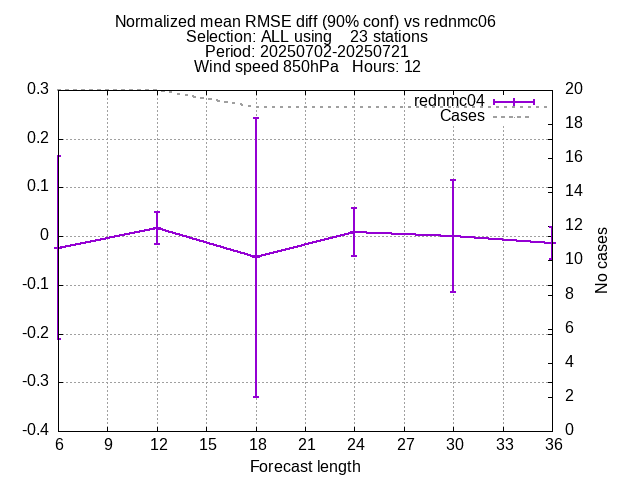 Normalized mean RMSE diff (90% conf) vs rednmc06
Selection: ALL using    23 stations
Period: 20250702-20250721
Wind speed 850hPa   Hours: 12
rednmc04
Cases
0.3
0.2
0.1
0
-0.1
-0.2
-0.3
-0.4
20
18
16
14
12
10
8
6
4
2
0
No cases
6 9 12 15 18 21 24 27 30 33 36
Forecast length